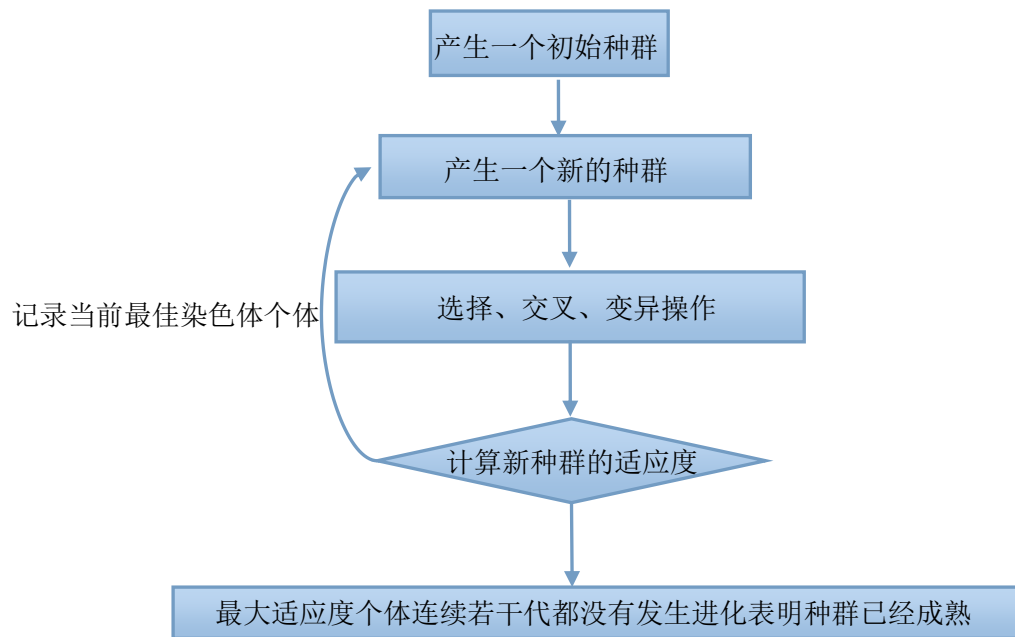 产生一个初始种群
产生一个新的种群
选择、交叉、变异操作
记录当前最佳染色体个体
计算新种群的适应度
最大适应度个体连续若干代都没有发生进化表明种群已经成熟